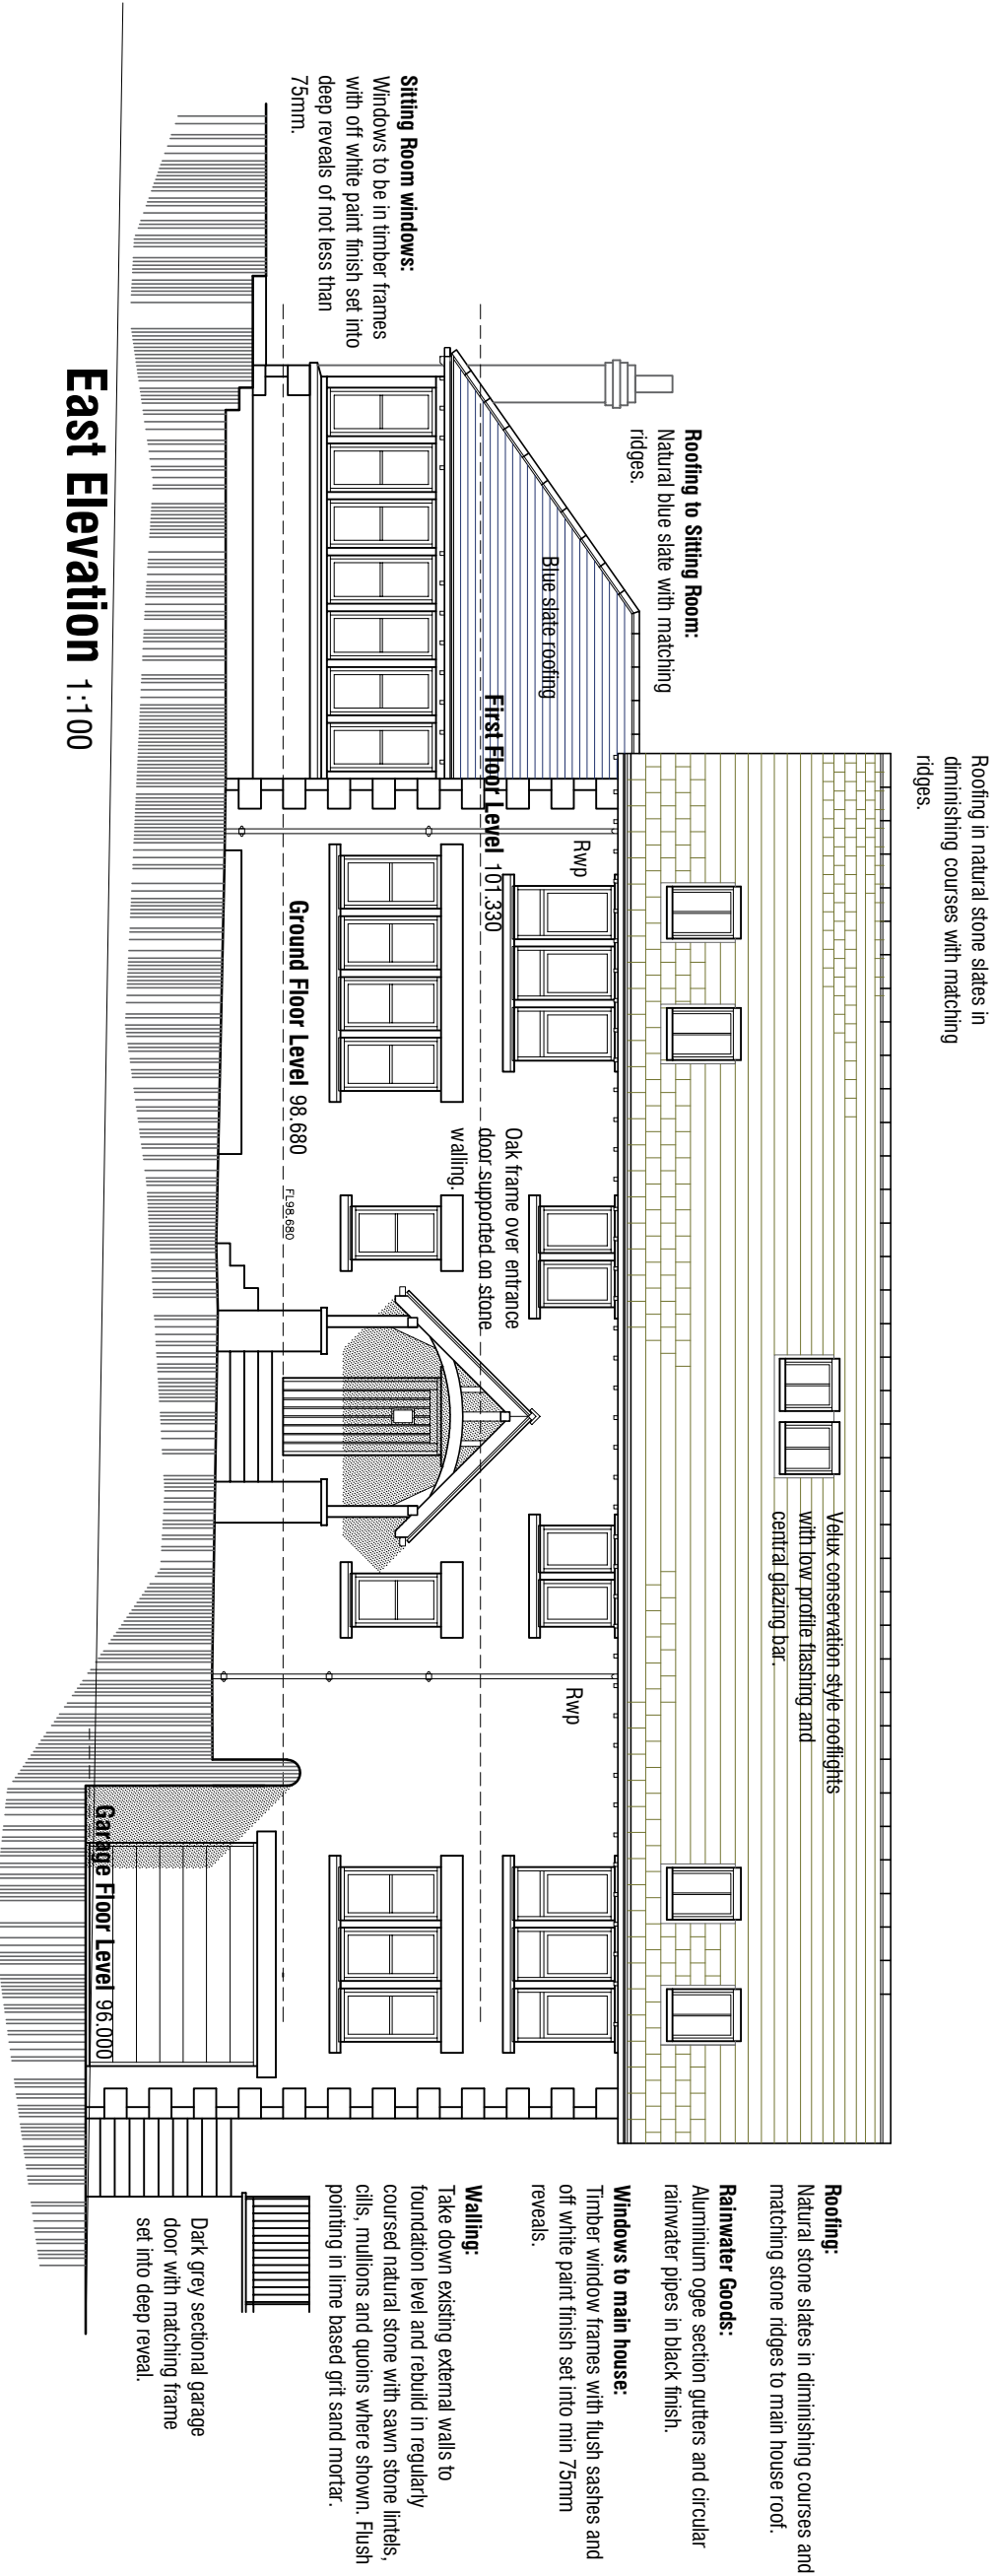 Roofing in natural stone slates in
diminishing courses with matching
ridges.
Roofing to Sitting Room:
Natural blue slate with matching
ridges.
Sitting Room windows:
Windows to be in timber frames
with off white paint finish set into
deep reveals of not less than
75mm.
Blue slate roofing
First Floor Level 101.330
Rwp
Ground Floor Level 98.680
FL98.680
Oak frame over entrance
door supported on stone
walling.
Velux conservation style rooflights
with low profile flashing and
central glazing bar.
Rwp
Garage Floor Level 96.000
Roofing:
Natural stone slates in diminishing courses and
matching stone ridges to main house roof.
Rainwater Goods:
Aluminium ogee section gutters and circular
rainwater pipes in black finish.
Windows to main house:
Timber window frames with flush sashes and
off white paint finish set into min 75mm
reveals.
Walling:
Take down existing external walls to
foundation level and rebuild in regularly
coursed natural stone with sawn stone lintels,
cills, mullions and quoins where shown. Flush
pointing in lime based grit sand mortar.
Dark grey sectional garage
door with matching frame
set into deep reveal.
East Elevation 1:100